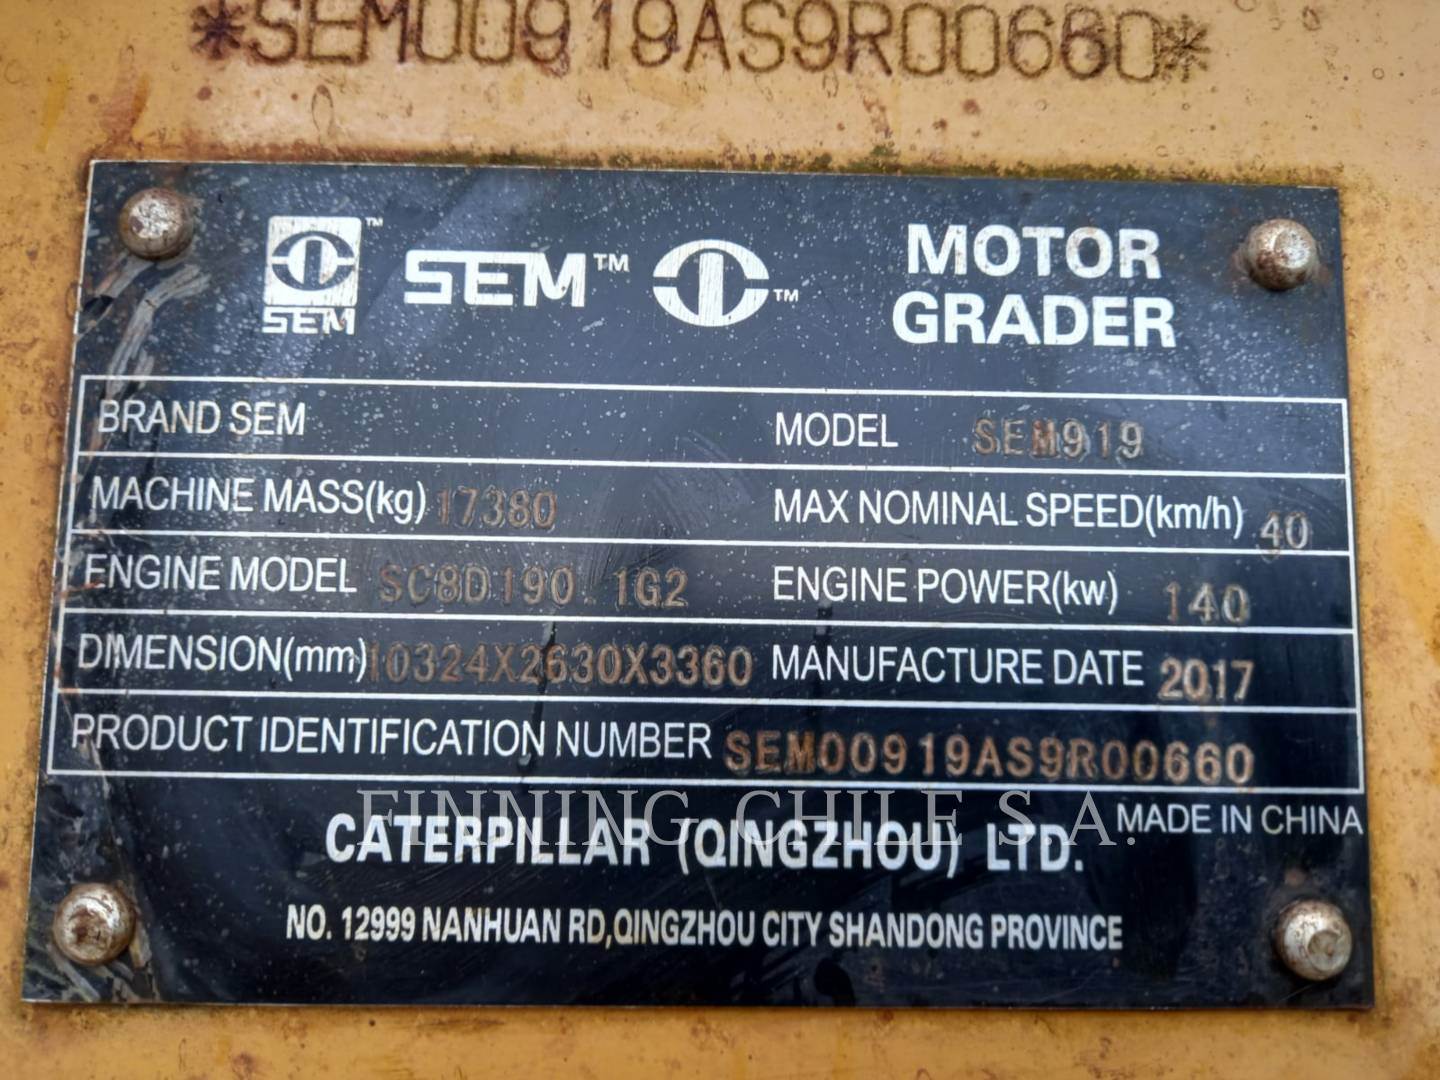 *SEM00919AS9R00660*
SEM™ SEM™ ™
MOTOR
GRADER
BRAND SEM MODEL SEM919
MACHINE MASS(kg) 17380 MAX NOMINAL SPEED(km/h) 40
ENGINE MODEL SC8D190.1G2 ENGINE POWER(kw) 140
DIMENSION(mm) 10324X2630X3360 MANUFACTURE DATE 2017
PRODUCT IDENTIFICATION NUMBER SEM00919AS9R00660
FINNING CHILE S.A.
MADE IN CHINA
CATERPILLAR (QINGZHOU) LTD.
NO. 12999 NANHUAN RD,QINGZHOU CITY SHANDONG PROVINCE